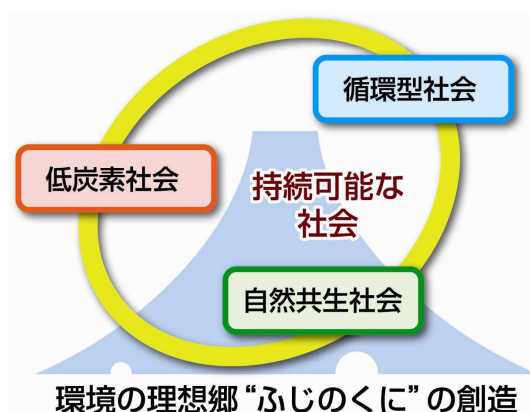 循環型社会
低炭素社会
持続可能な
社会
自然共生社会
環境の理想郷“ふじのくに”の創造